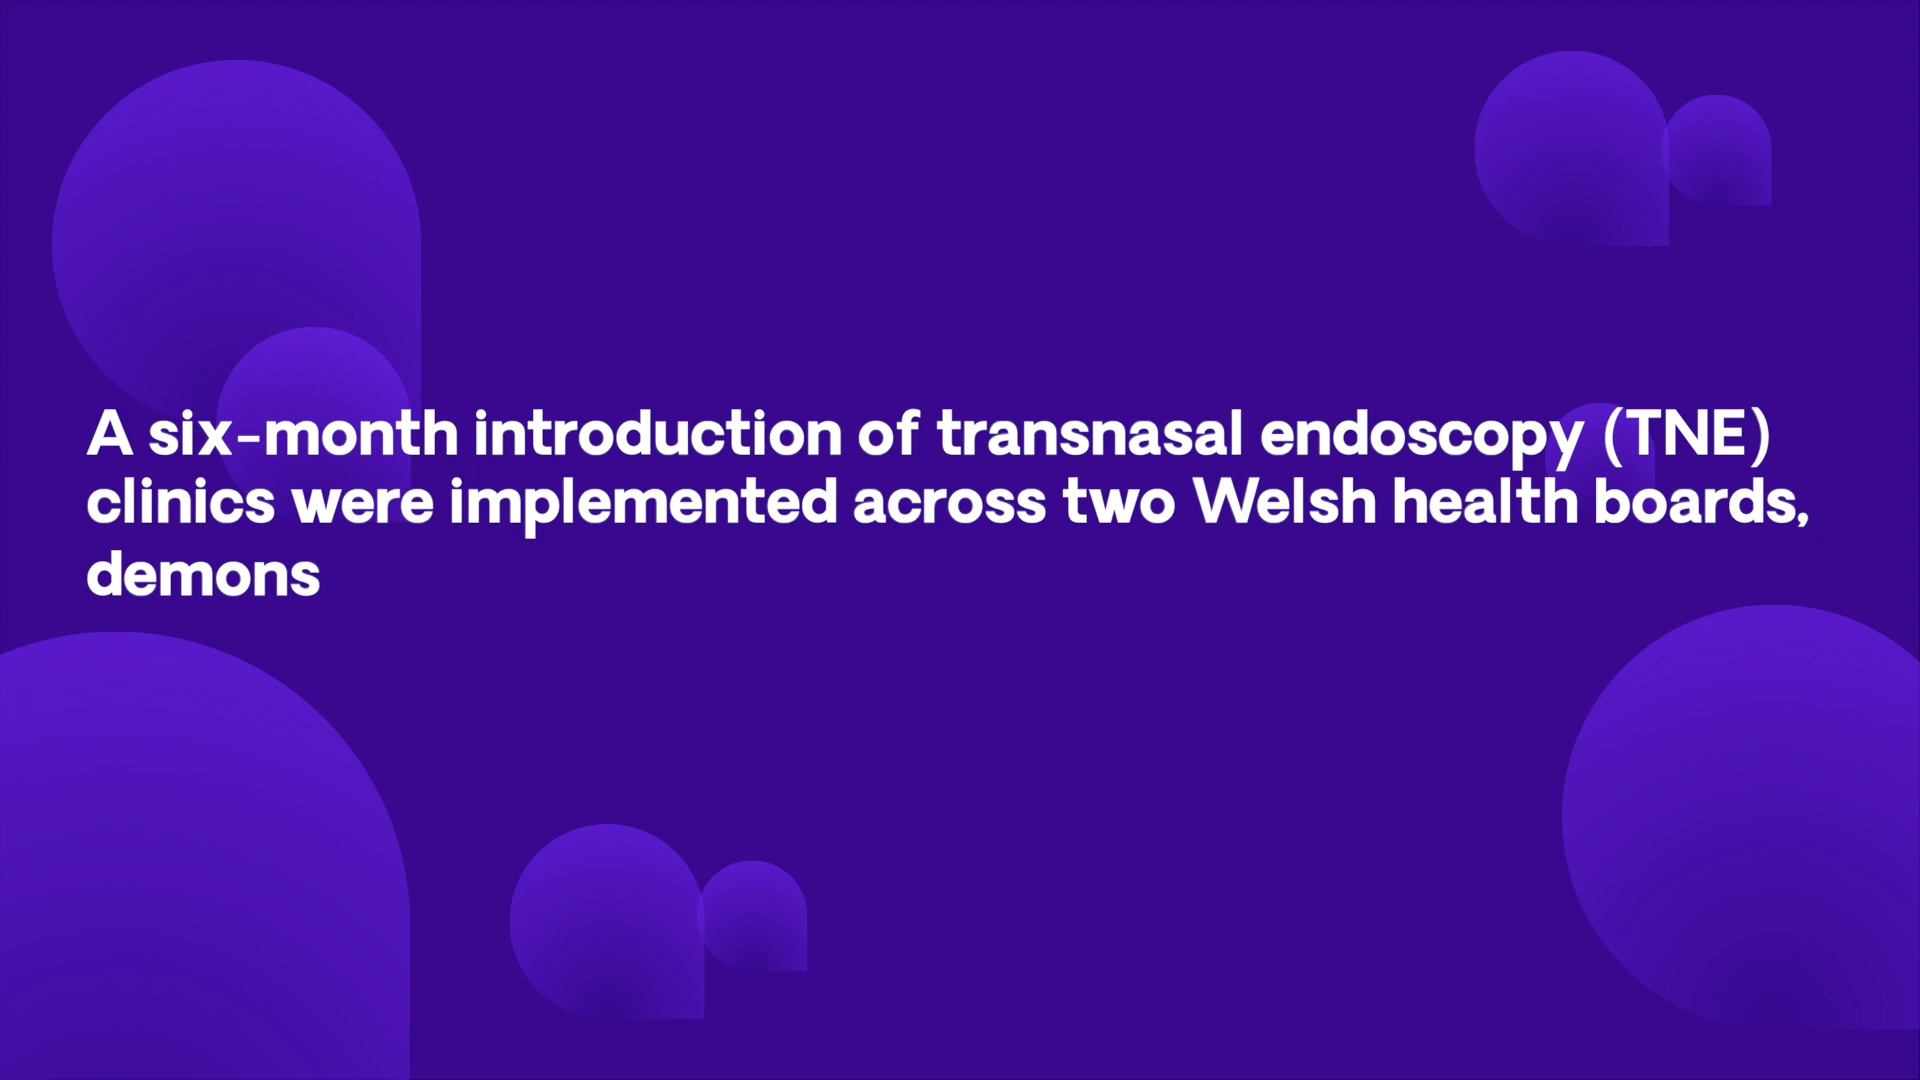 A six-month introduction of transnasal endoscopy (TNE)
clinics were implemented across two Welsh health boards,
demons